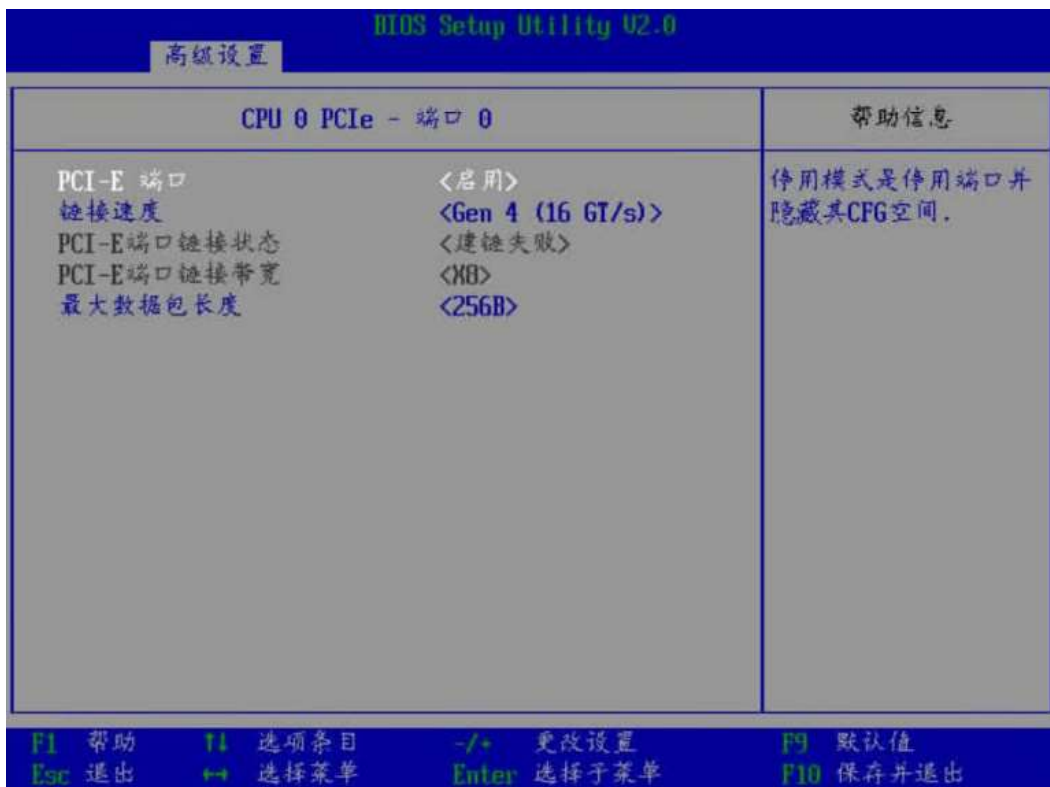 BIOS Setup Utility V2.0
高级设置
CPU 0 PCIe - 端口 0
帮助信息
PCI-E 端口 <启用>
链接速度 <Gen 4 (16 GT/s)>
PCI-E端口链接状态 <建链失败>
PCI-E端口链接带宽 <X8>
最大数据包长度 <256B>
停用模式是停用端口并
隐藏其CFG空间.
F1 帮助 ↑↓ 选项条目 -/+ 更改设置 F9 默认值
Esc 退出 ←→ 选择菜单 Enter 选择子菜单 F10 保存并退出